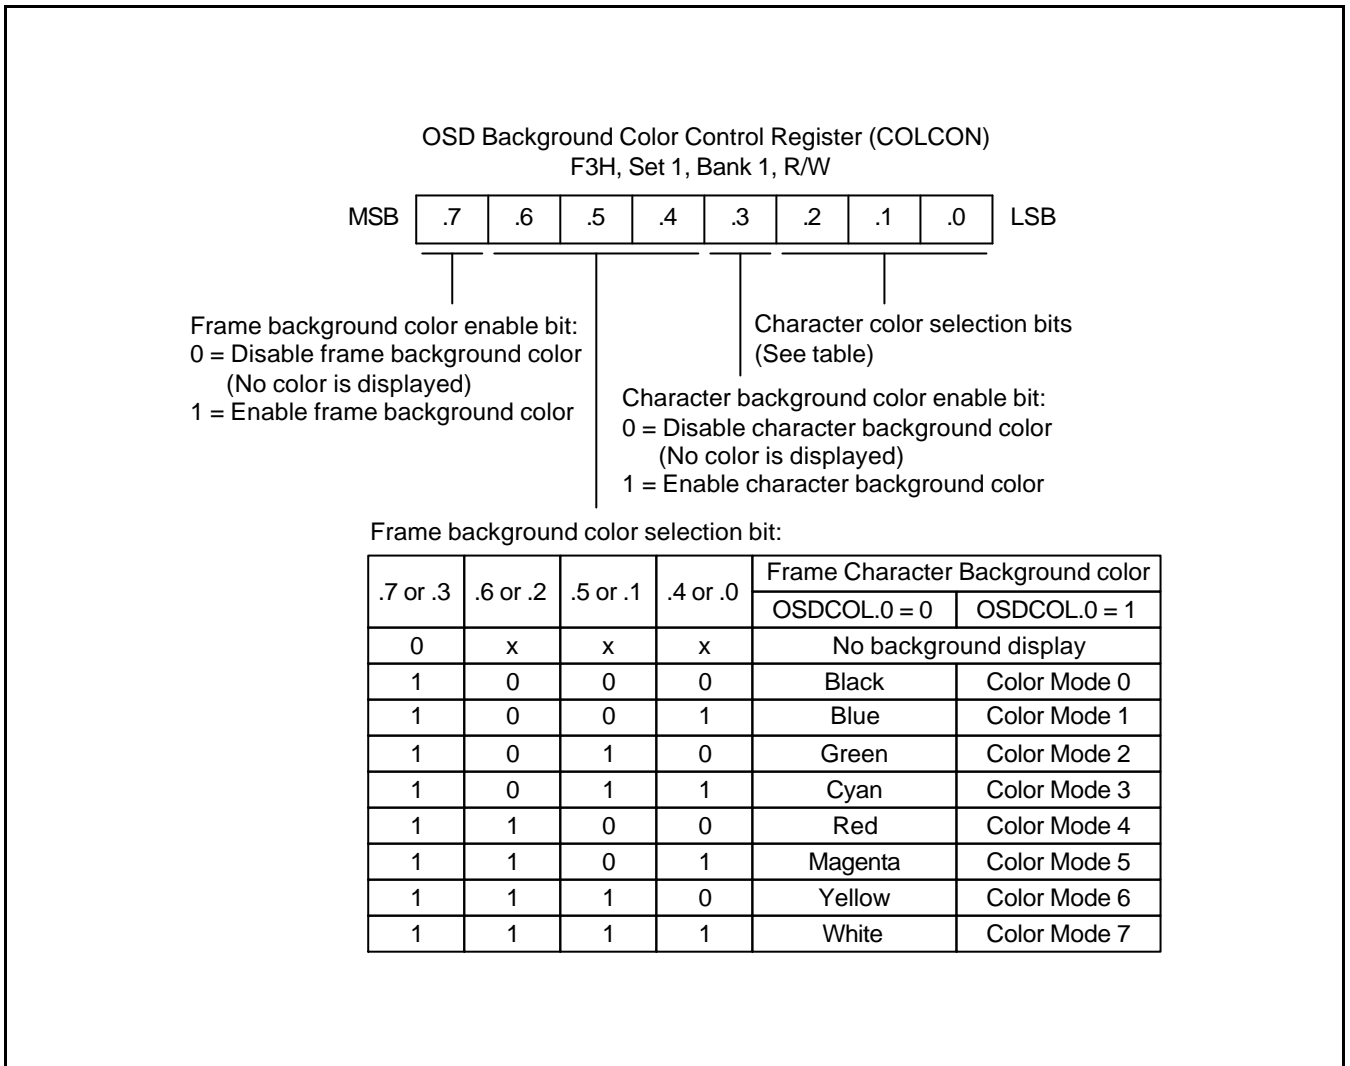 OSD Background Color Control Register (COLCON)
F3H, Set 1, Bank 1, R/W
MSB .7 .6 .5 .4 .3 .2 .1 .0 LSB
Frame background color enable bit:
0 = Disable frame background color
(No color is displayed)
1 = Enable frame background color
Character color selection bits
(See table)
Character background color enable bit:
0 = Disable character background color
(No color is displayed)
1 = Enable character background color
Frame background color selection bit:
.7 or .3 .6 or .2 .5 or .1 .4 or .0 Frame Character Background color
OSDCOL.0 = 0 OSDCOL.0 = 1
0 x x x No background display
1 0 0 0 Black Color Mode 0
1 0 0 1 Blue Color Mode 1
1 0 1 0 Green Color Mode 2
1 0 1 1 Cyan Color Mode 3
1 1 0 0 Red Color Mode 4
1 1 0 1 Magenta Color Mode 5
1 1 1 0 Yellow Color Mode 6
1 1 1 1 White Color Mode 7